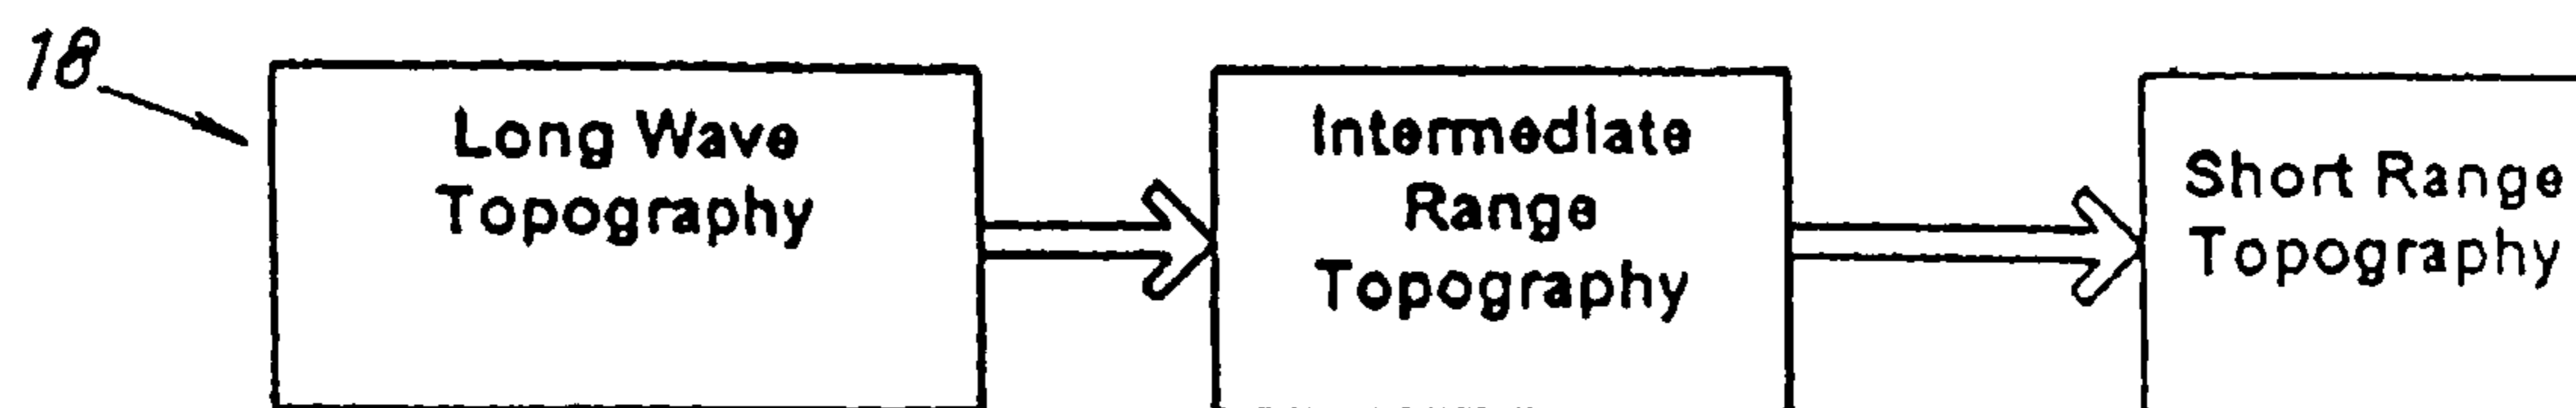 18
Long Wave
Topography
Intermediate
Range
Topography
Short Range
Topography